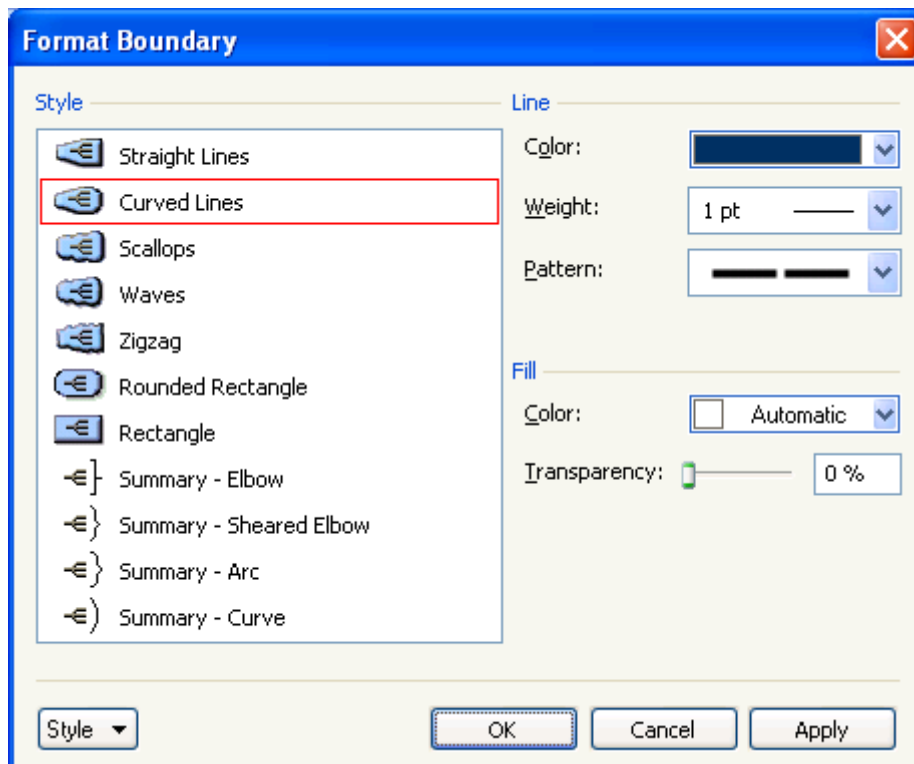 Format Boundary
Style
Straight Lines
Curved Lines
Scallops
Waves
Zigzag
Rounded Rectangle
Rectangle
Summary - Elbow
Summary - Sheared Elbow
Summary - Arc
Summary - Curve
Line
Color:
Weight:
1 pt
Pattern:
Fill
Color:
Automatic
Transparency:
0 %
Style
OK
Cancel
Apply